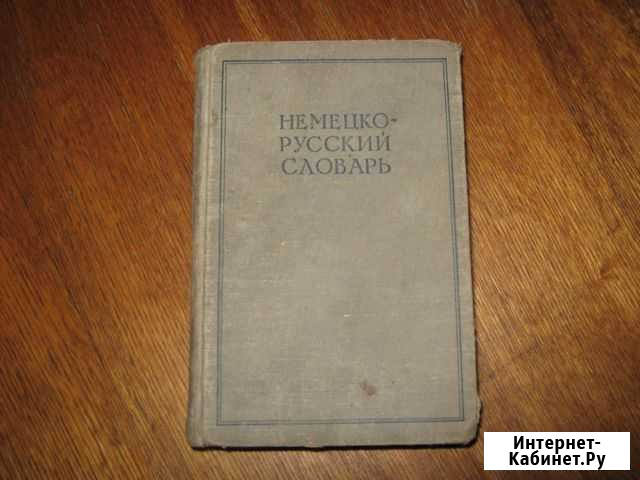 НЕМЕЦКО-
РУССКИЙ
СЛОВАРЬ
Интернет-
Кабинет.Ру